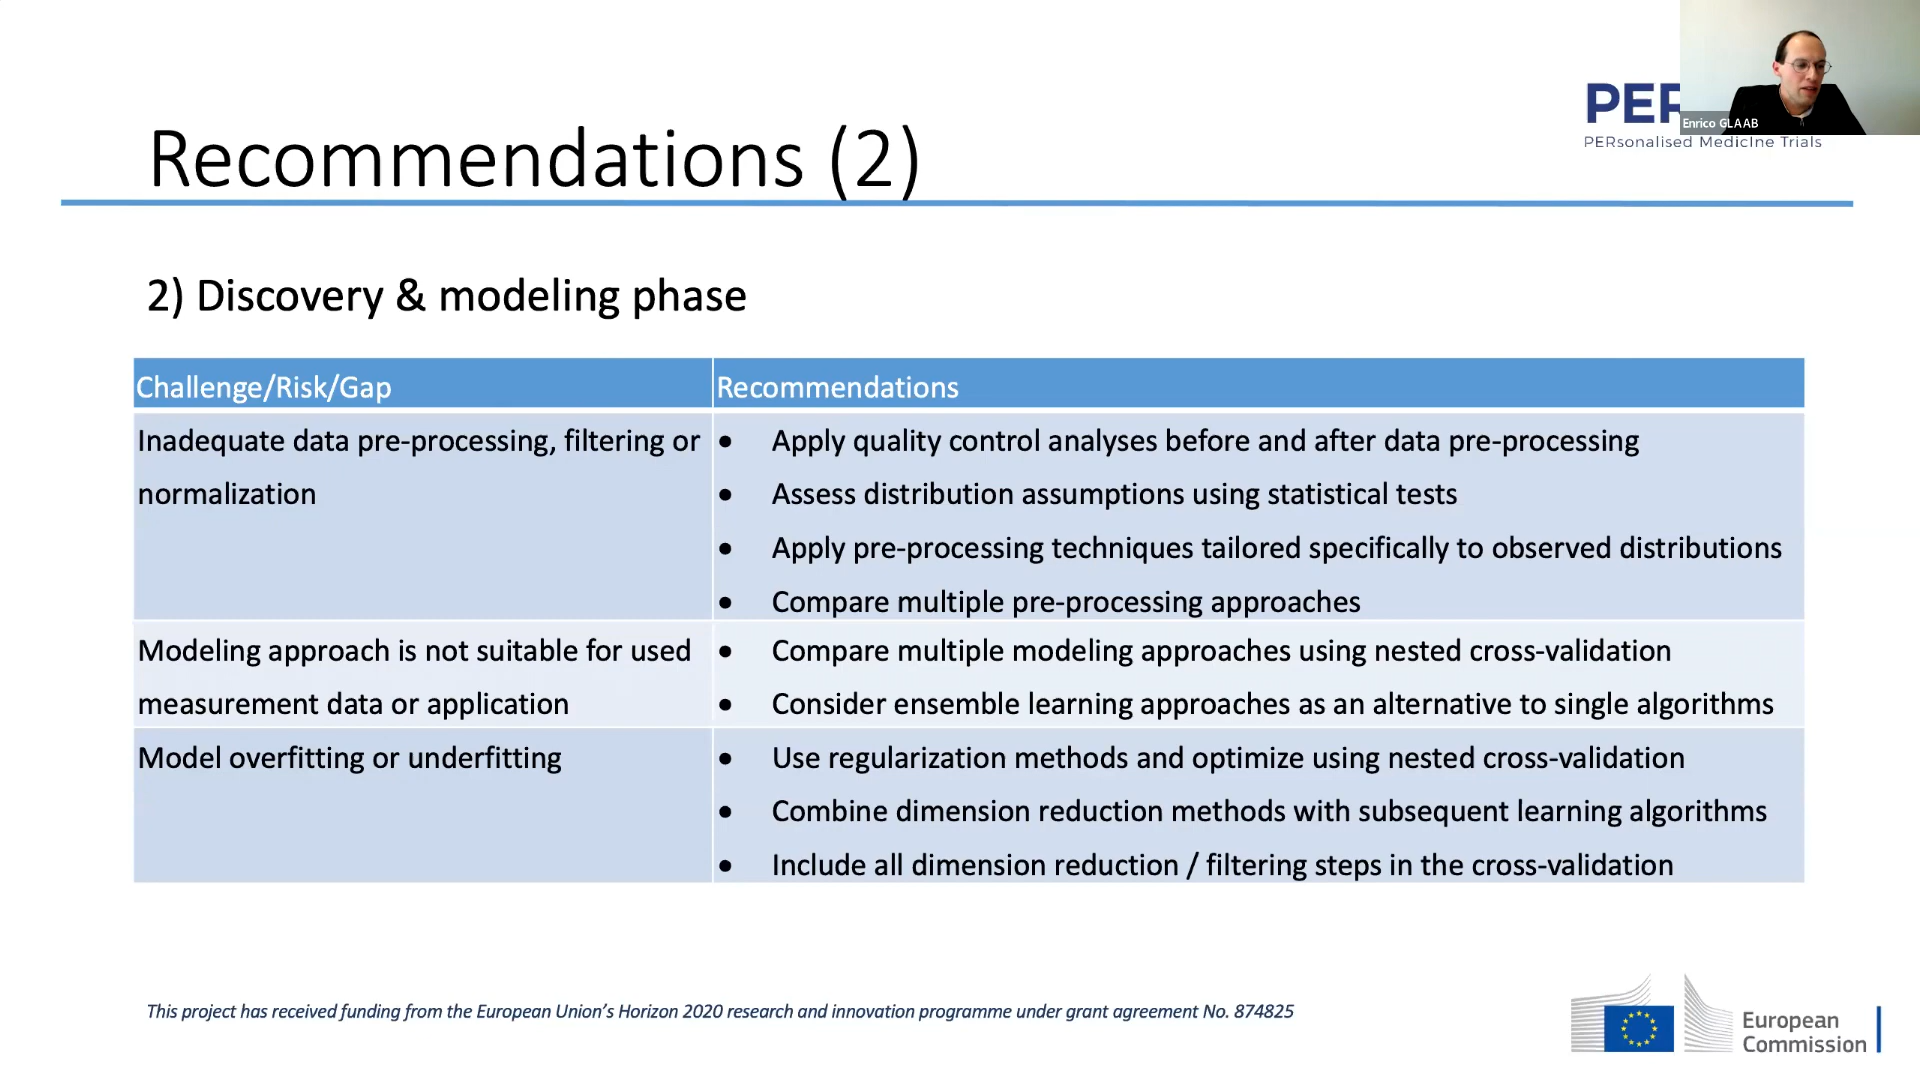 PER
Enrico GLAAB
PERsonalised MedicIne Trials
Recommendations (2)
2) Discovery & modeling phase
Challenge/Risk/Gap
Recommendations
Inadequate data pre-processing, filtering or
normalization
• Apply quality control analyses before and after data pre-processing
• Assess distribution assumptions using statistical tests
• Apply pre-processing techniques tailored specifically to observed distributions
• Compare multiple pre-processing approaches
Modeling approach is not suitable for used
measurement data or application
• Compare multiple modeling approaches using nested cross-validation
• Consider ensemble learning approaches as an alternative to single algorithms
Model overfitting or underfitting
• Use regularization methods and optimize using nested cross-validation
• Combine dimension reduction methods with subsequent learning algorithms
• Include all dimension reduction / filtering steps in the cross-validation
This project has received funding from the European Union's Horizon 2020 research and innovation programme under grant agreement No. 874825
European
Commission